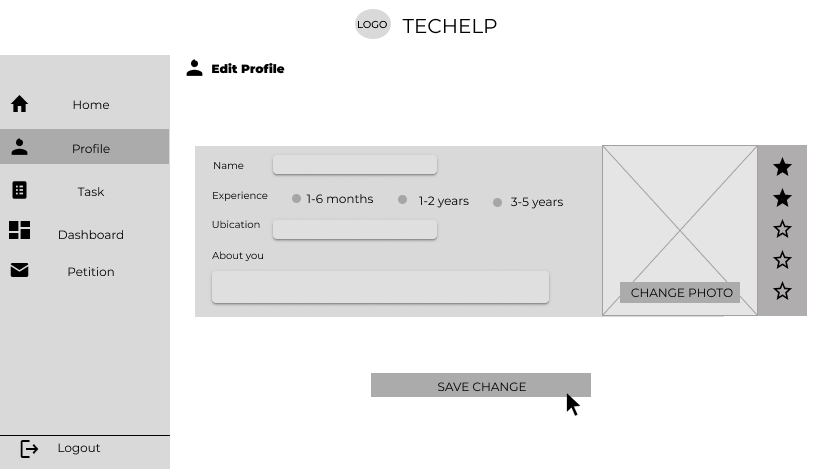 LOGO TECHELP
Edit Profile
Home
Profile
Task
Dashboard
Petition
Logout
Name
Experience 1-6 months 1-2 years 3-5 years
Ubication
About you
CHANGE PHOTO
SAVE CHANGE